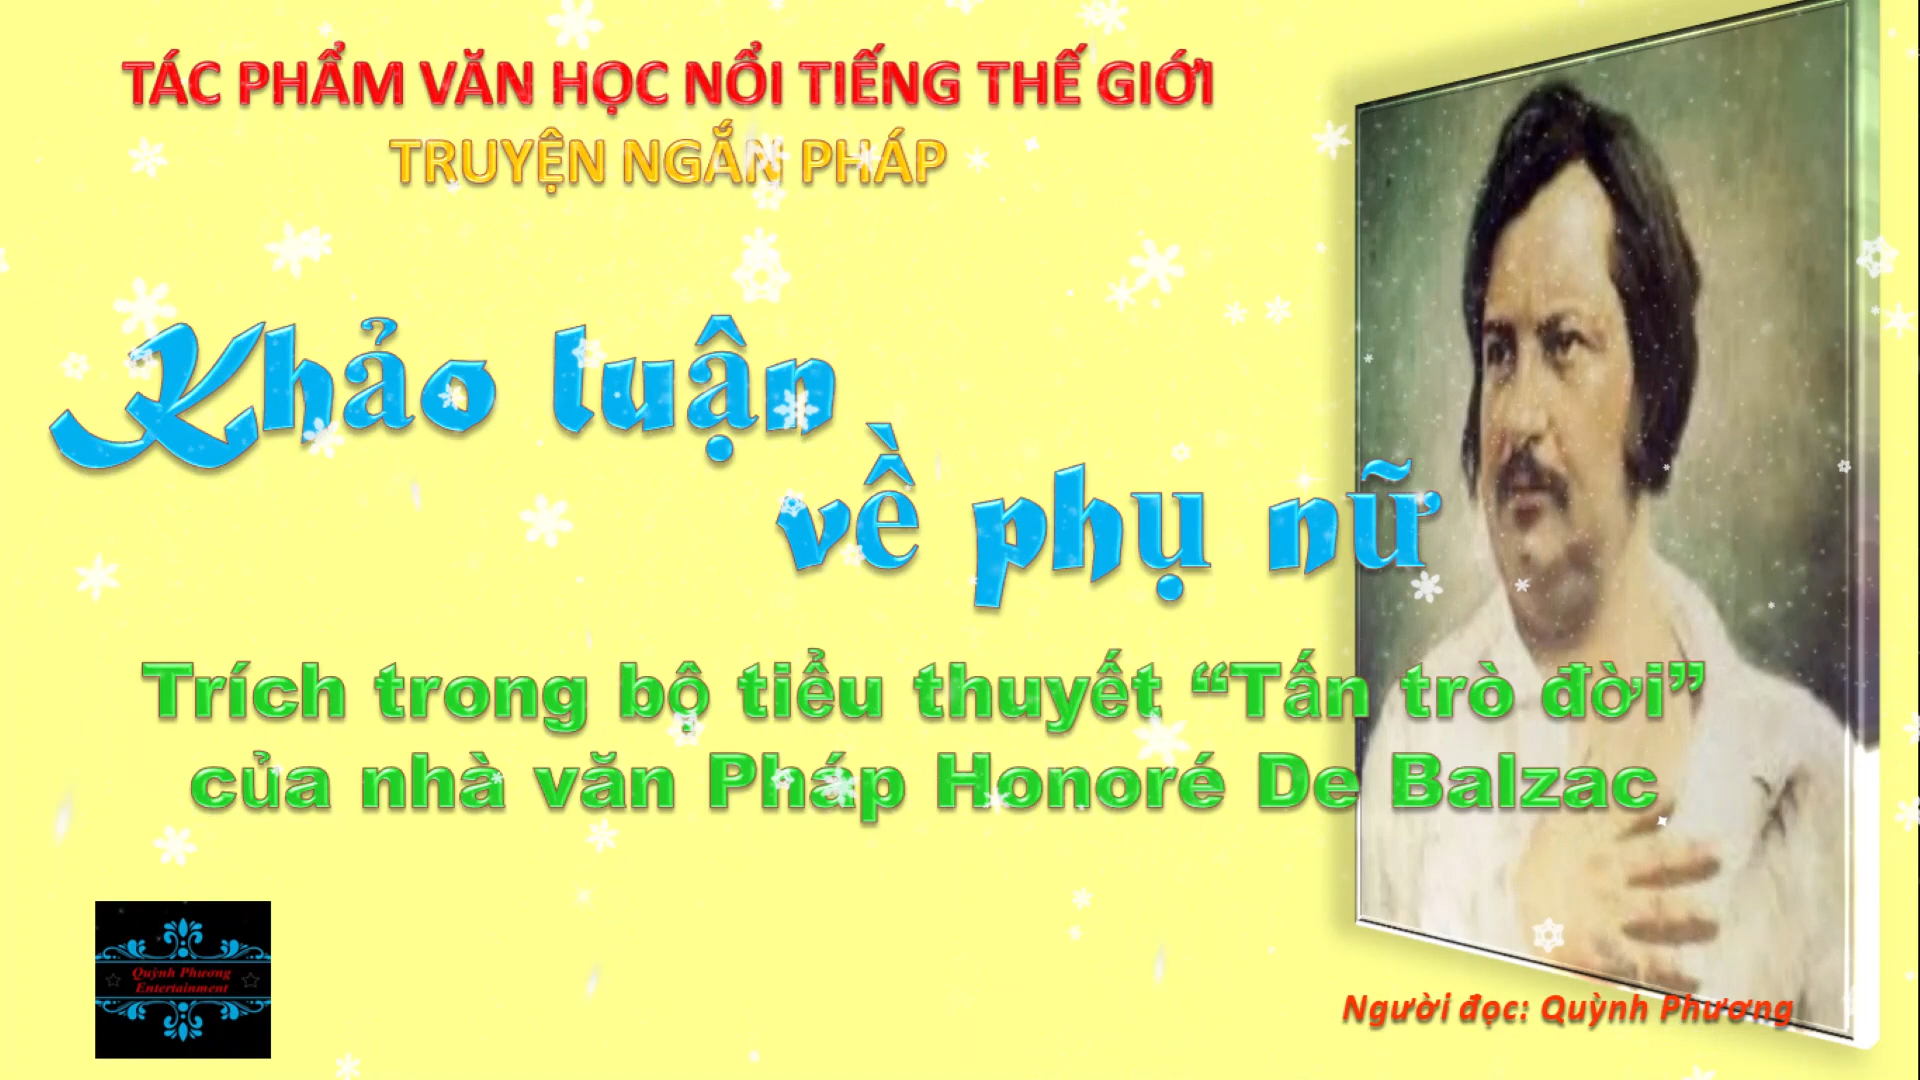 TÁC PHẨM VĂN HỌC NỔI TIẾNG THẾ GIỚI
TRUYỆN NGẮN PHÁP
Khảo luận
về phụ nữ
Trích trong bộ tiểu thuyết “Tấn trò đời”
của nhà văn Pháp Honoré De Balzac
Quỳnh Phương
Entertainment
Người đọc: Quỳnh Phương